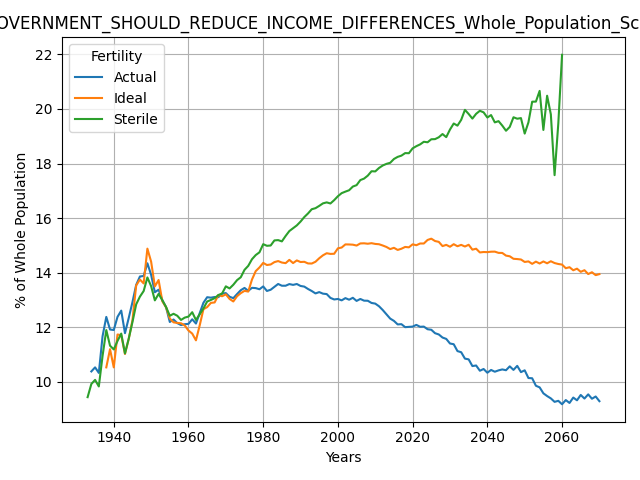 OVERNMENT_SHOULD_REDUCE_INCOME_DIFFERENCES_Whole_Population_Sc
Fertility
Actual
Ideal
Sterile
% of Whole Population
22
20
18
16
14
12
10
1940 1960 1980 2000 2020 2040 2060
Years